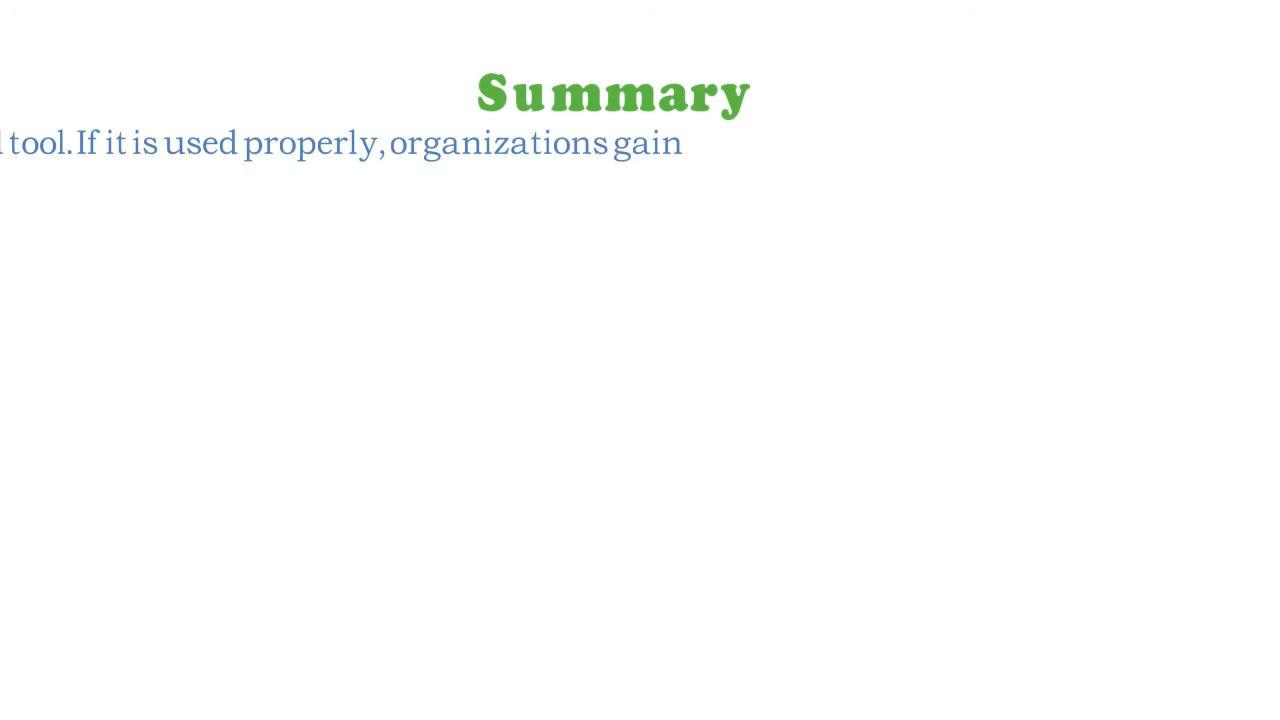 Summary
tool. If it is used properly, organizations gain